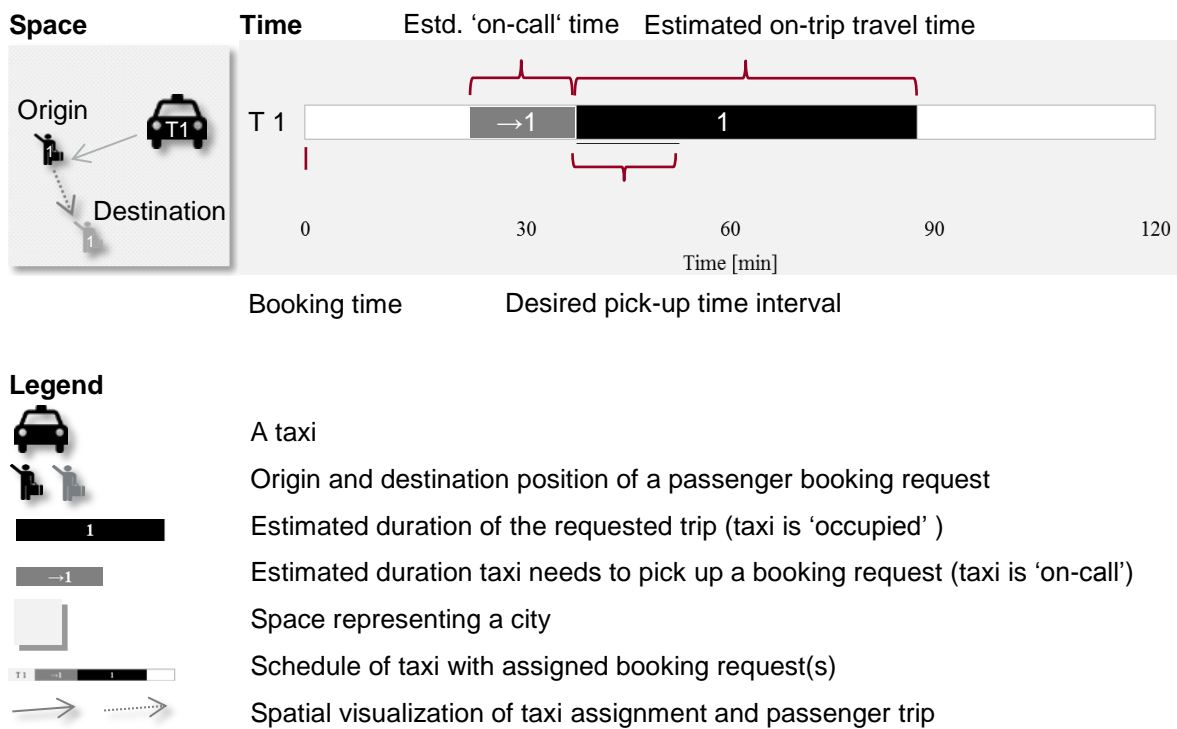 Space
Time
Estd. ‘on-call‘ time
Estimated on-trip travel time
Origin
T1
1
Destination
1
T 1
→1
1
0
30
60
90
120
Time [min]
Booking time
Desired pick-up time interval
Legend
A taxi
Origin and destination position of a passenger booking request
1
Estimated duration of the requested trip (taxi is ‘occupied’ )
→1
Estimated duration taxi needs to pick up a booking request (taxi is ‘on-call’)
Space representing a city
T 1 →1 1
Schedule of taxi with assigned booking request(s)
Spatial visualization of taxi assignment and passenger trip